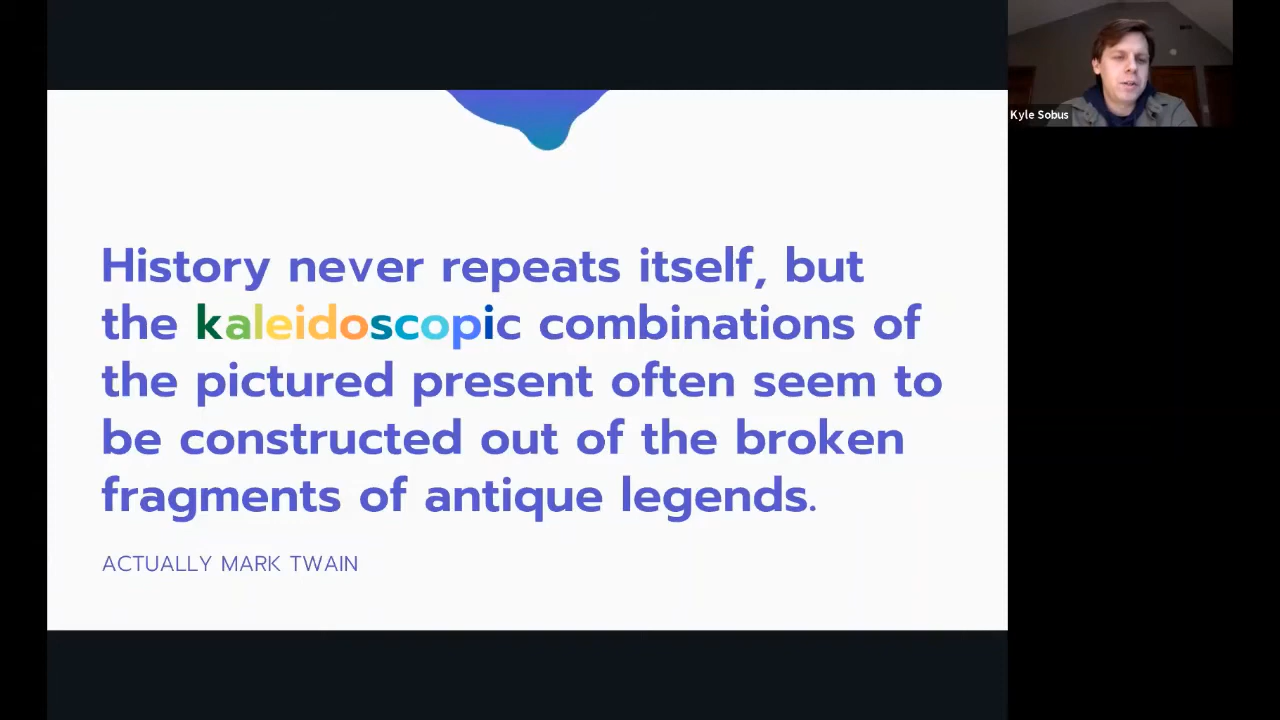 History never repeats itself, but
the kaleidoscopic combinations of
the pictured present often seem to
be constructed out of the broken
fragments of antique legends.
ACTUALLY MARK TWAIN
Kyle Sobus